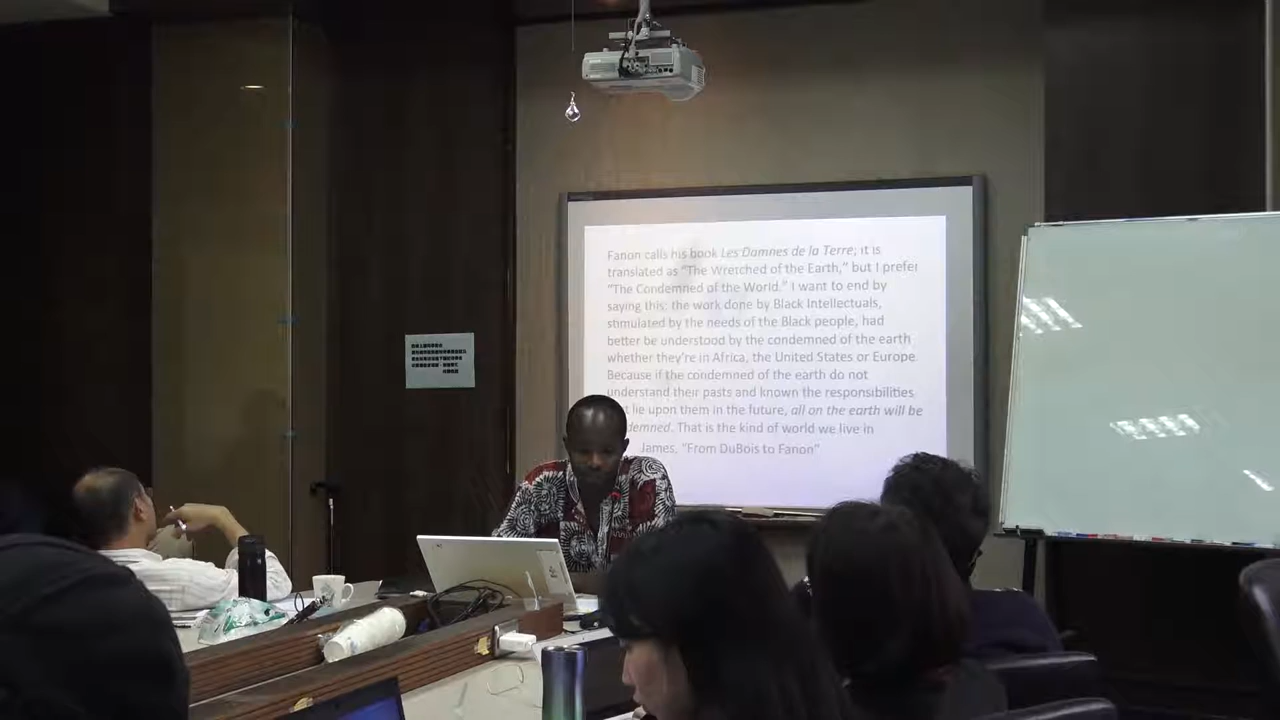 Fanon calls his book Les Damnes de la Terre; it is
translated as "The Wretched of the Earth," but I prefer
"The Condemned of the World." I want to end by
saying this: the work done by Black Intellectuals,
stimulated by the needs of the Black people, had
better be understood by the condemned of the earth
whether they're in Africa, the United States or Europe
Because if the condemned of the earth do not
understand their pasts and known the responsibilities
lie upon them in the future, all on the earth will be
demned. That is the kind of world we live in
James, "From DuBois to Fanon"